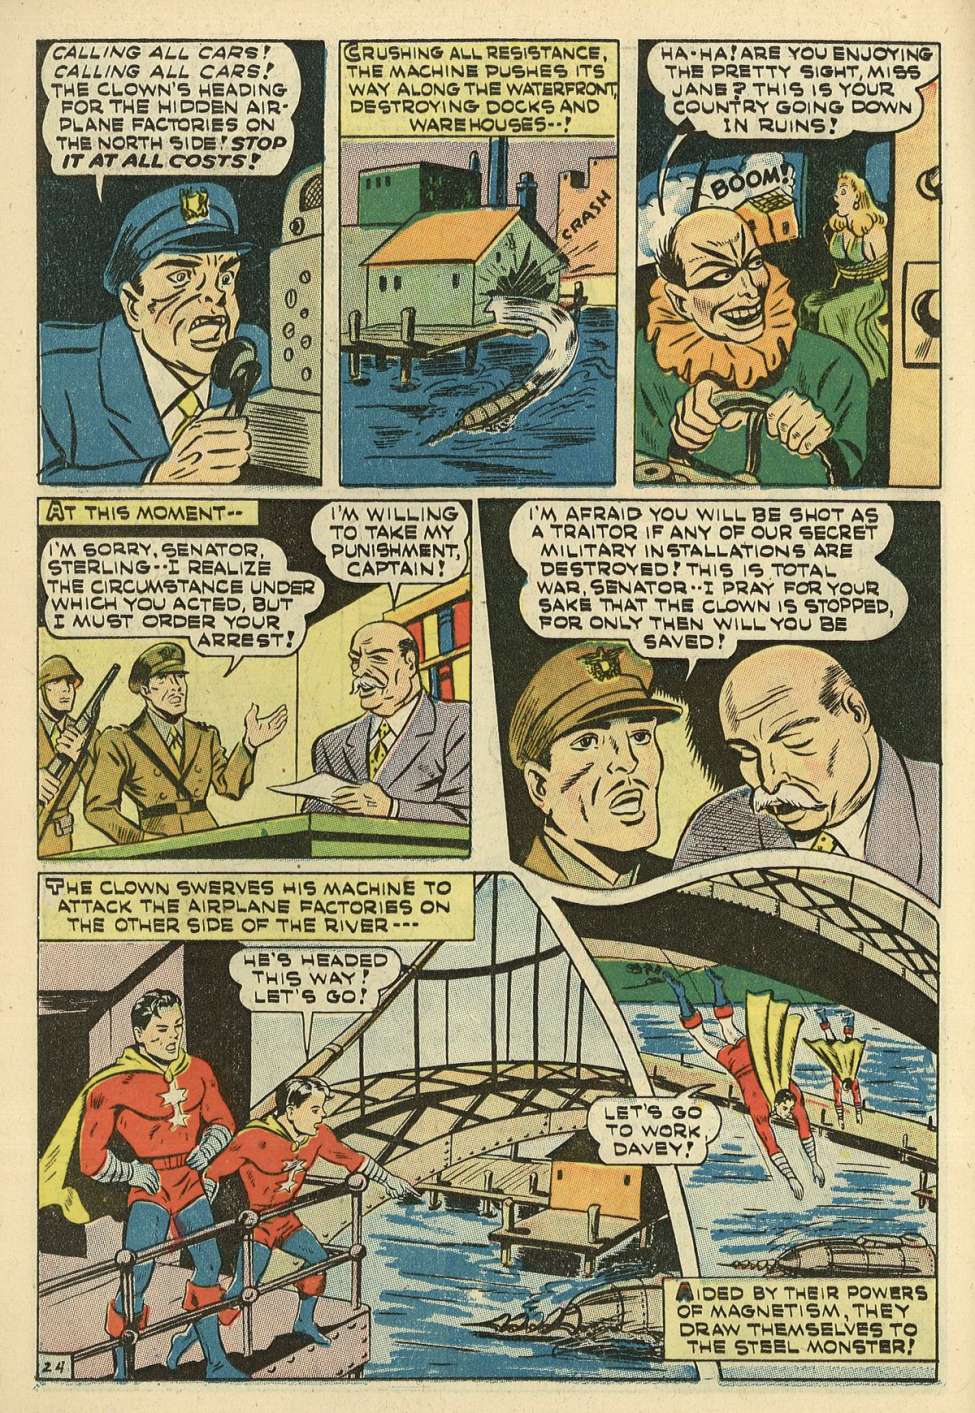 CALLING ALL CARS!
CALLING ALL CARS!
THE CLOWN'S HEADING
FOR THE HIDDEN AIR-
PLANE FACTORIES ON
THE NORTH SIDE! STOP
IT AT ALL COSTS!
CRUSHING ALL RESISTANCE,
THE MACHINE PUSHES ITS
WAY ALONG THE WATERFRONT,
DESTROYING DOCKS AND
WAREHOUSES--!
CRASH
HA-HA! ARE YOU ENJOYING
THE PRETTY SIGHT, MISS
JANE? THIS IS YOUR
COUNTRY GOING DOWN
IN RUINS!
BOOM!
AT THIS MOMENT--
I'M SORRY, SENATOR,
STERLING--I REALIZE
THE CIRCUMSTANCE UNDER
WHICH YOU ACTED, BUT
I MUST ORDER YOUR
ARREST!
I'M WILLING
TO TAKE MY
PUNISHMENT,
CAPTAIN!
I'M AFRAID YOU WILL BE SHOT AS
A TRAITOR IF ANY OF OUR SECRET
MILITARY INSTALLATIONS ARE
DESTROYED! THIS IS TOTAL
WAR, SENATOR--I PRAY FOR YOUR
SAKE THAT THE CLOWN IS STOPPED,
FOR ONLY THEN WILL YOU BE
SAVED!
THE CLOWN SWERVES HIS MACHINE TO
ATTACK THE AIRPLANE FACTORIES ON
THE OTHER SIDE OF THE RIVER---
HE'S HEADED
THIS WAY!
LET'S GO!
LET'S GO
TO WORK
DAVEY!
AIDED BY THEIR POWERS
OF MAGNETISM, THEY
DRAW THEMSELVES TO
THE STEEL MONSTER!
24